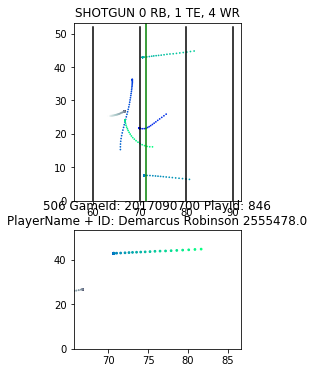 SHOTGUN 0 RB, 1 TE, 4 WR
50
40
30
20
10
0
60 70 80 90
506 GameId: 2017090700 PlayId: 846
PlayerName + ID: Demarcus Robinson 2555478.0
40
20
0
70 75 80 85